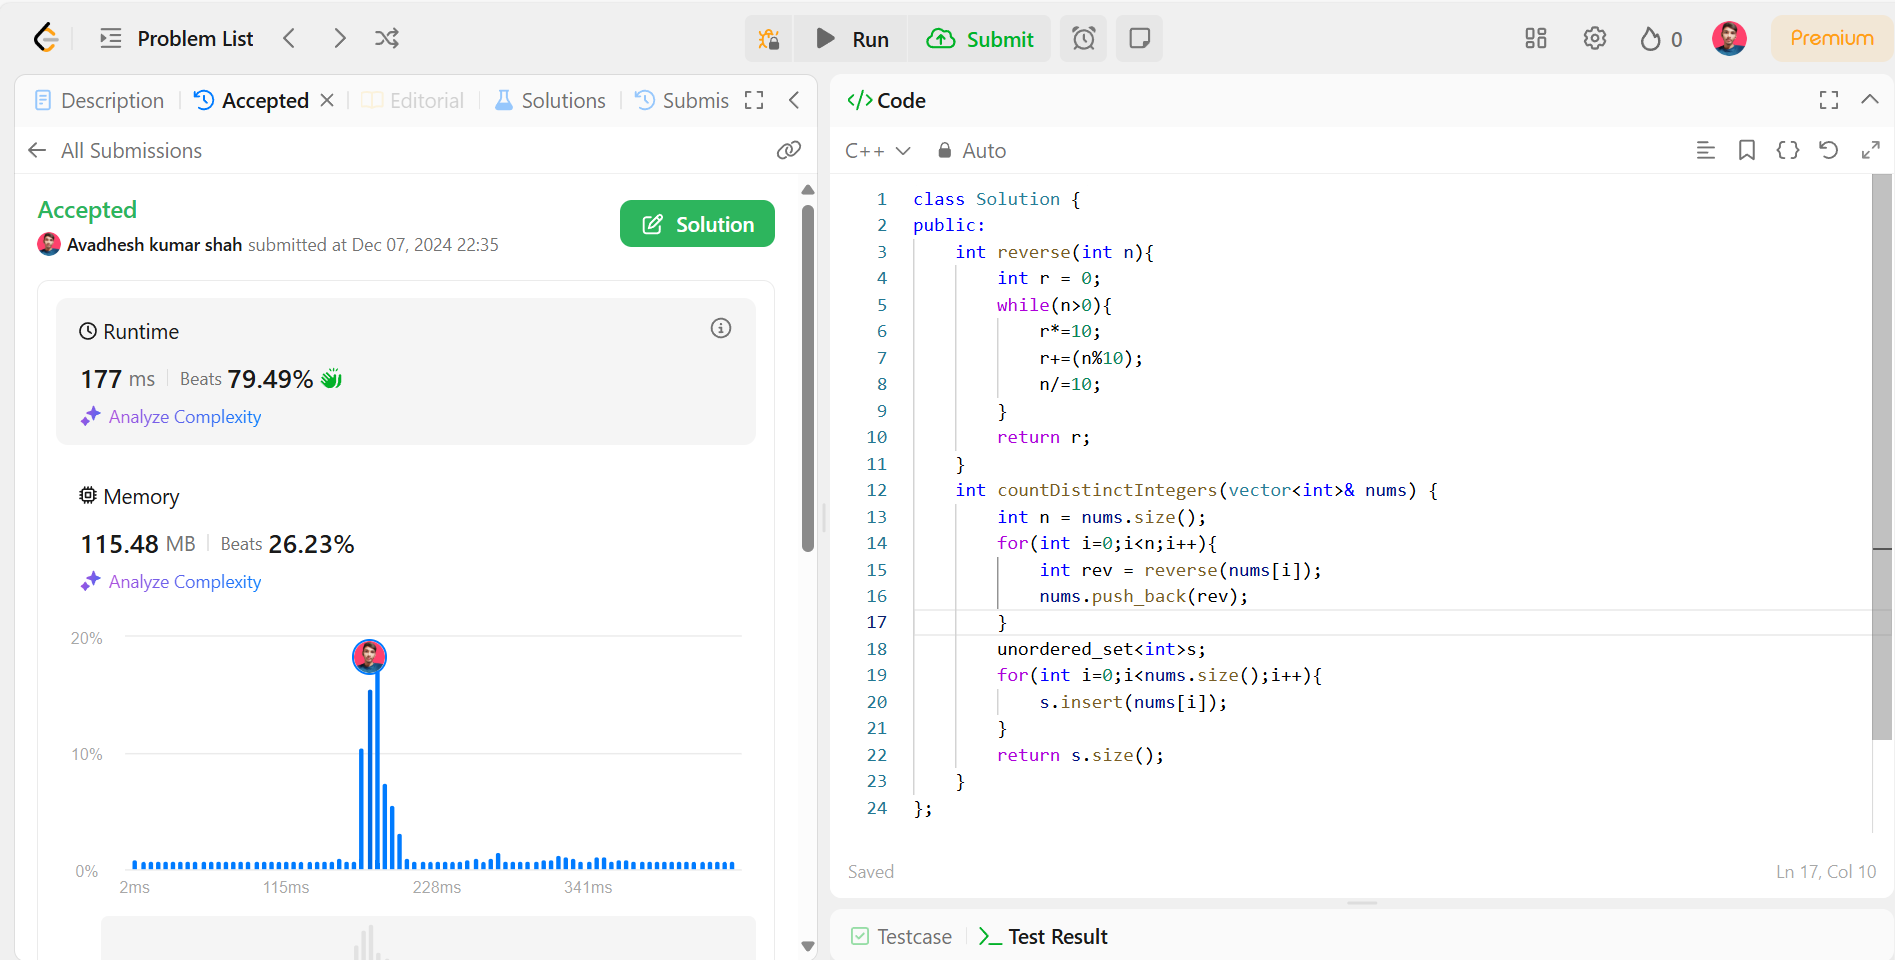 Problem List
Run
Submit
0
Premium
Description
Accepted
Editorial
Solutions
Submis
All Submissions
Accepted
Avadhesh kumar shah submitted at Dec 07, 2024 22:35
Solution
Runtime
177 ms
Beats 79.49%
Analyze Complexity
Memory
115.48 MB
Beats 26.23%
Analyze Complexity
20%
10%
0%
2ms
115ms
228ms
341ms
</> Code
C++
Auto
1 class Solution {
2 public:
3     int reverse(int n){
4         int r = 0;
5         while(n>0){
6             r*=10;
7             r+=(n%10);
8             n/=10;
9         }
10         return r;
11     }
12     int countDistinctIntegers(vector<int>& nums) {
13         int n = nums.size();
14         for(int i=0;i<n;i++){
15             int rev = reverse(nums[i]);
16             nums.push_back(rev);
17         }
18         unordered_set<int>s;
19         for(int i=0;i<nums.size();i++){
20             s.insert(nums[i]);
21         }
22         return s.size();
23     }
24 };
Saved
Ln 17, Col 10
Testcase
Test Result